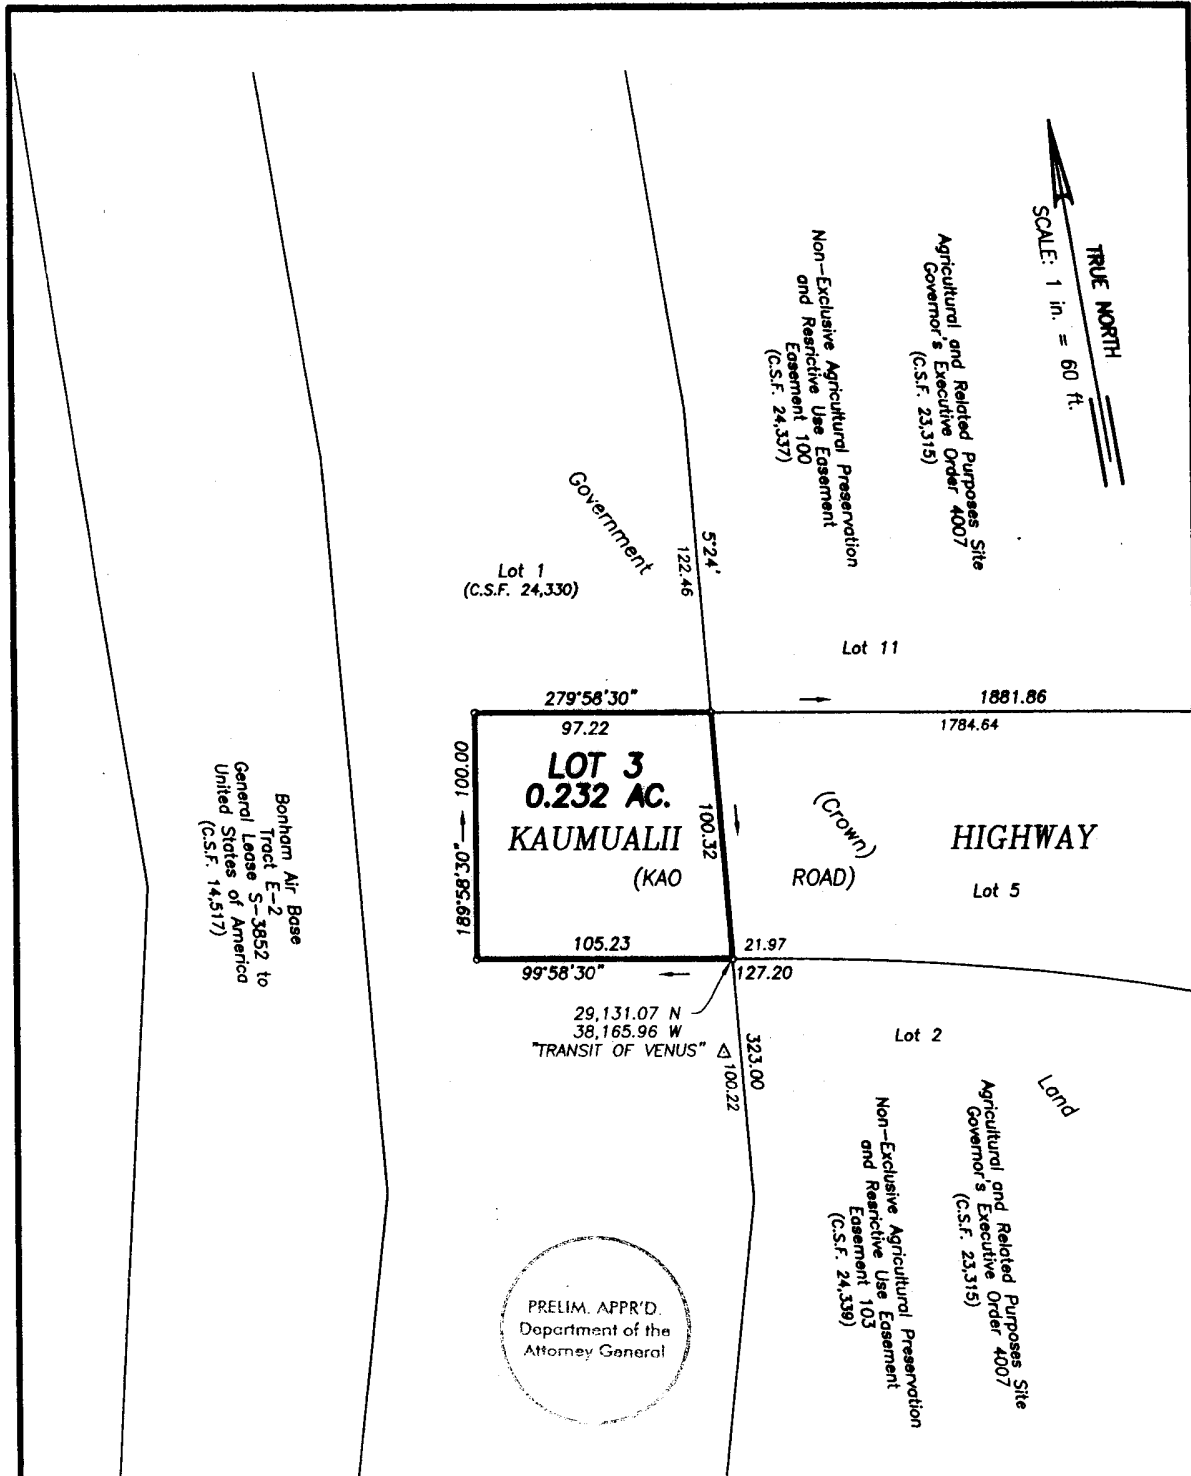 TRUE NORTH
SCALE: 1 in. = 60 ft.
Agricultural and Related Purposes Site
Governor's Executive Order 4007
(C.S.F. 23,315)
Non-Exclusive Agricultural Preservation
and Resrictive Use Easement
Easement 100
(C.S.F. 24,337)
Government
Lot 1
(C.S.F. 24,330)
5°24'
122.46
Lot 11
279°58'30"
97.22
1881.86
1784.64
LOT 3
0.232 AC.
KAUMUALII
HIGHWAY
(KAO
ROAD)
(Crown)
Lot 5
100.32
189°58'30"
100.00
105.23
99°58'30"
21.97
127.20
29,131.07 N
38,165.96 W
"TRANSIT OF VENUS"
323.00
100.22
Lot 2
Land
Bonham Air Base
Tract E-2
General Lease S-3852 to
United States of America
(C.S.F. 14,517)
Agricultural and Related Purposes Site
Governor's Executive Order 4007
(C.S.F. 23,315)
Non-Exclusive Agricultural Preservation
and Resrictive Use Easement
Easement 103
(C.S.F. 24,339)
PRELIM. APPR'D.
Department of the
Attorney General